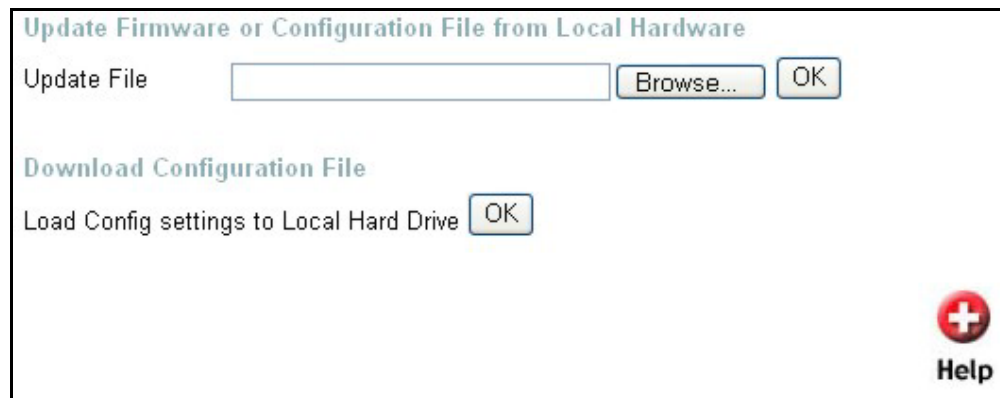 Update Firmware or Configuration File from Local Hardware
Update File Browse... OK
Download Configuration File
Load Config settings to Local Hard Drive OK
Help